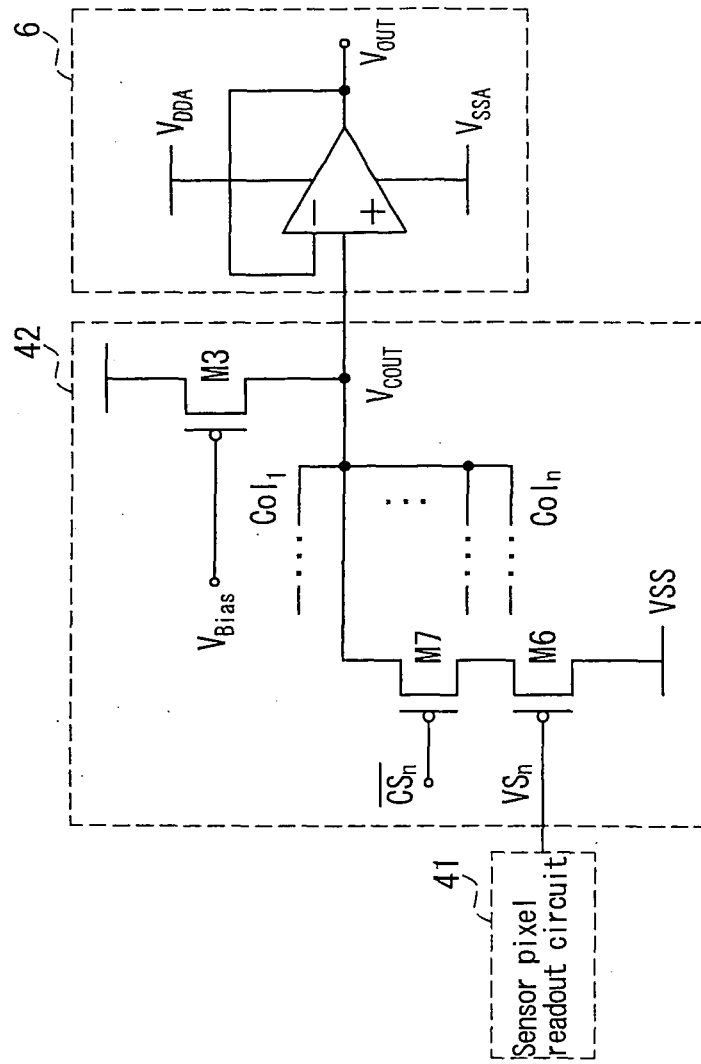 6
V_DDA
V_OUT
−
+
V_SSA
42
M3
V_COUT
V_Bias
Col_1
...
...
...
...
Col_n
M7
M6
VSS
C̅S̅_n
VS_n
41
Sensor pixel
readout circuit